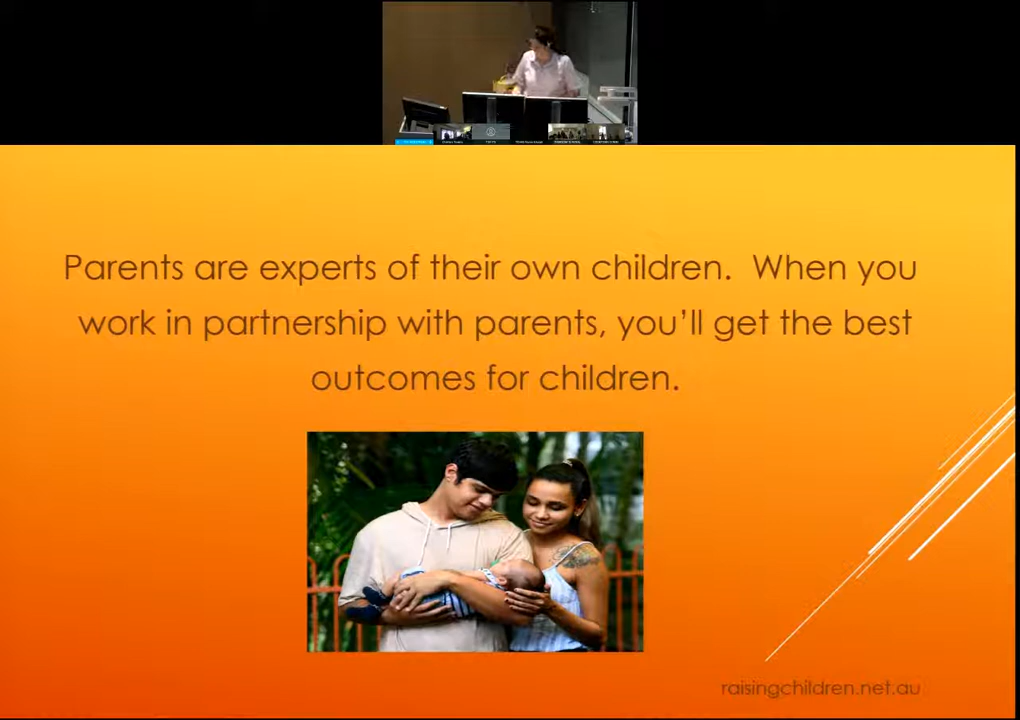 Parents are experts of their own children.  When you
work in partnership with parents, you'll get the best
outcomes for children.
raisingchildren.net.au